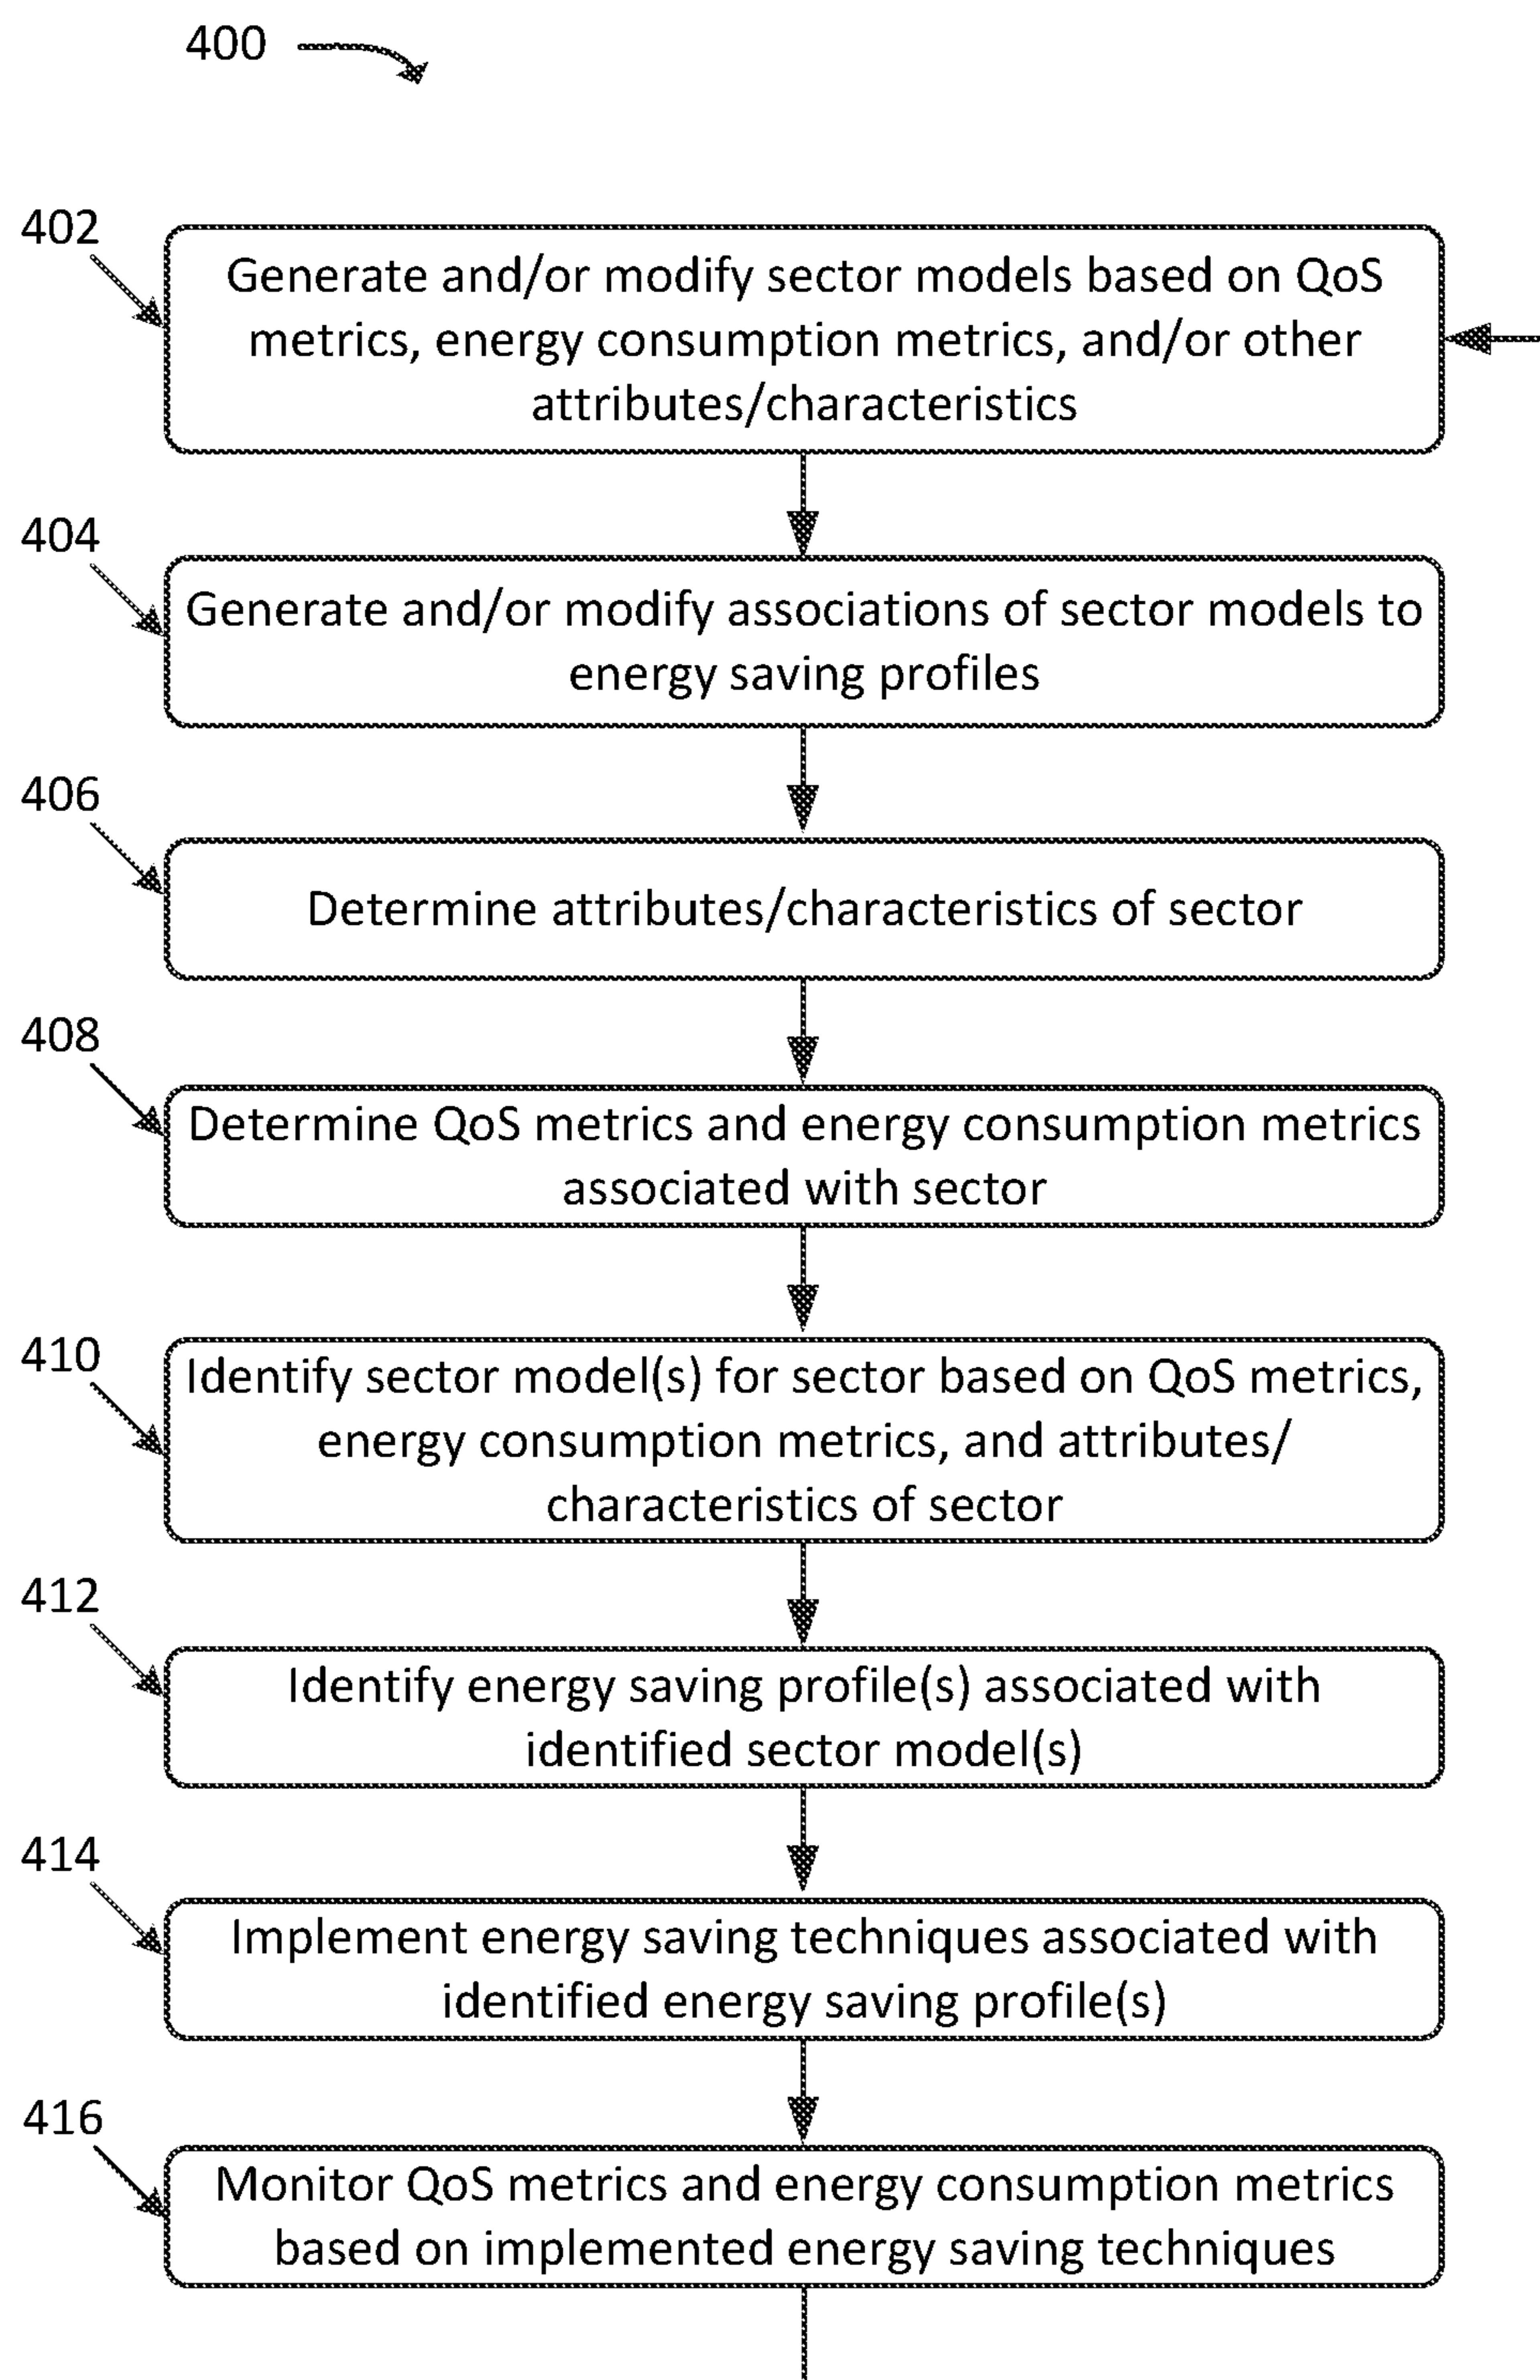 400
402
Generate and/or modify sector models based on QoS
metrics, energy consumption metrics, and/or other
attributes/characteristics
404
Generate and/or modify associations of sector models to
energy saving profiles
406
Determine attributes/characteristics of sector
408
Determine QoS metrics and energy consumption metrics
associated with sector
410
Identify sector model(s) for sector based on QoS metrics,
energy consumption metrics, and attributes/
characteristics of sector
412
Identify energy saving profile(s) associated with
identified sector model(s)
414
Implement energy saving techniques associated with
identified energy saving profile(s)
416
Monitor QoS metrics and energy consumption metrics
based on implemented energy saving techniques